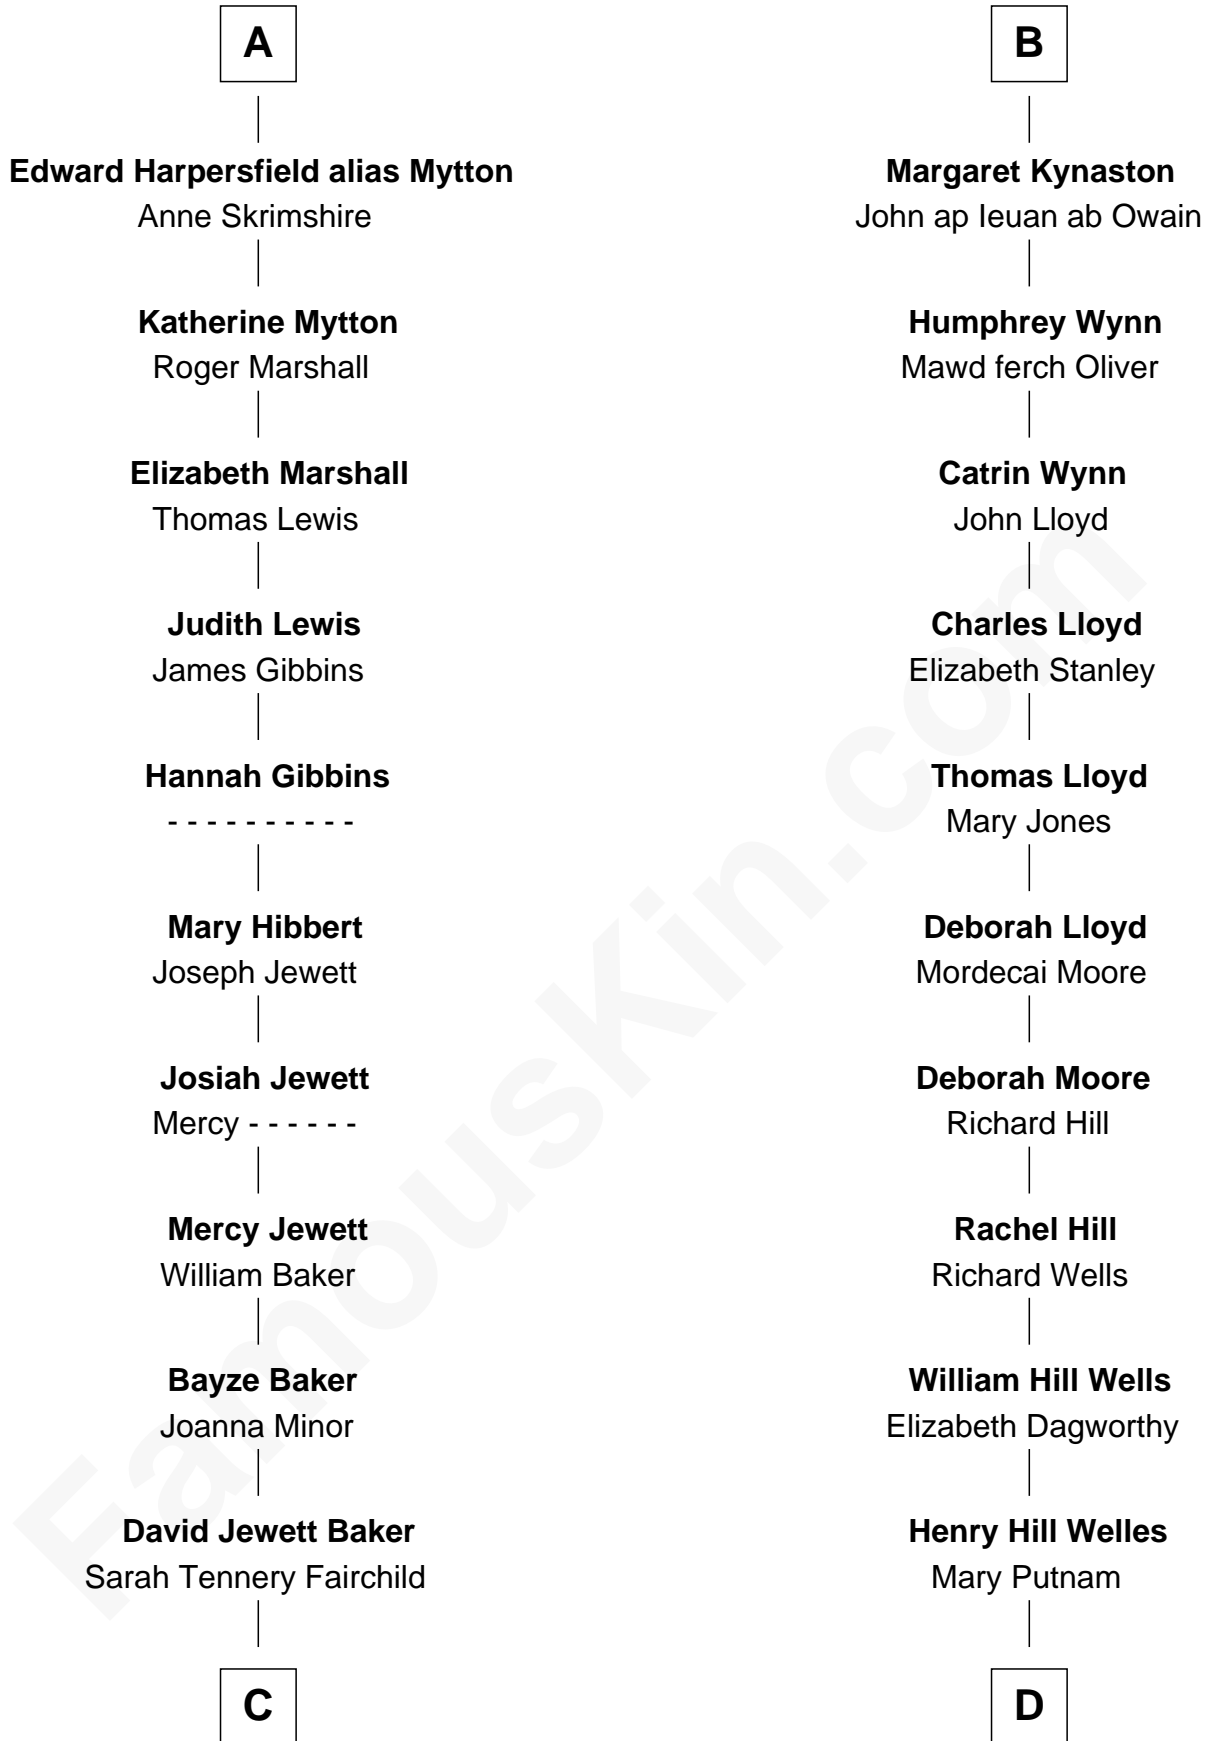 A
Edward Harpersfield alias Mytton
Anne Skrimshire
Katherine Mytton
Roger Marshall
Elizabeth Marshall
Thomas Lewis
Judith Lewis
James Gibbins
Hannah Gibbins
- - - - - - - - - -
Mary Hibbert
Joseph Jewett
Josiah Jewett
Mercy - - - - - -
Mercy Jewett
William Baker
Bayze Baker
Joanna Minor
David Jewett Baker
Sarah Tennery Fairchild
C
B
Margaret Kynaston
John ap Ieuan ab Owain
Humphrey Wynn
Mawd ferch Oliver
Catrin Wynn
John Lloyd
Charles Lloyd
Elizabeth Stanley
Thomas Lloyd
Mary Jones
Deborah Lloyd
Mordecai Moore
Deborah Moore
Richard Hill
Rachel Hill
Richard Wells
William Hill Wells
Elizabeth Dagworthy
Henry Hill Welles
Mary Putnam
D
FamousKin.com